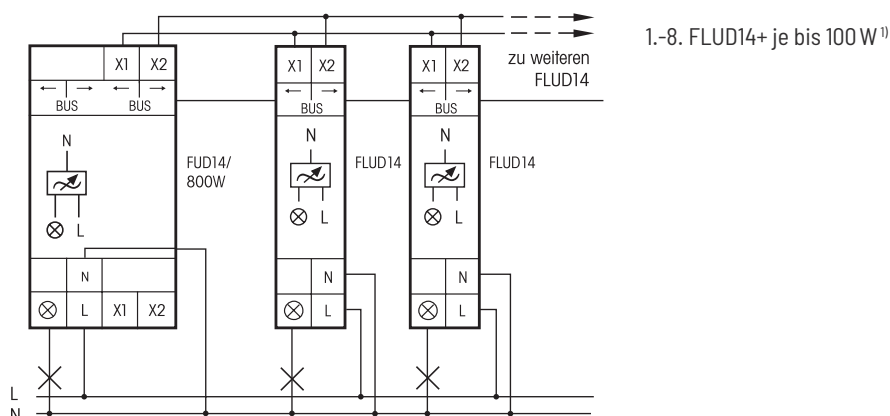 1.-8. FLUD14+ je bis 100 W 1)
X1 X2
X1 X2
X1 X2
zu weiteren
FLUD14
BUS BUS
BUS
BUS
N
N
N
FUD14/
800W
FLUD14
FLUD14
L
L
L
N
N
N
L X1 X2
L
L
L
N